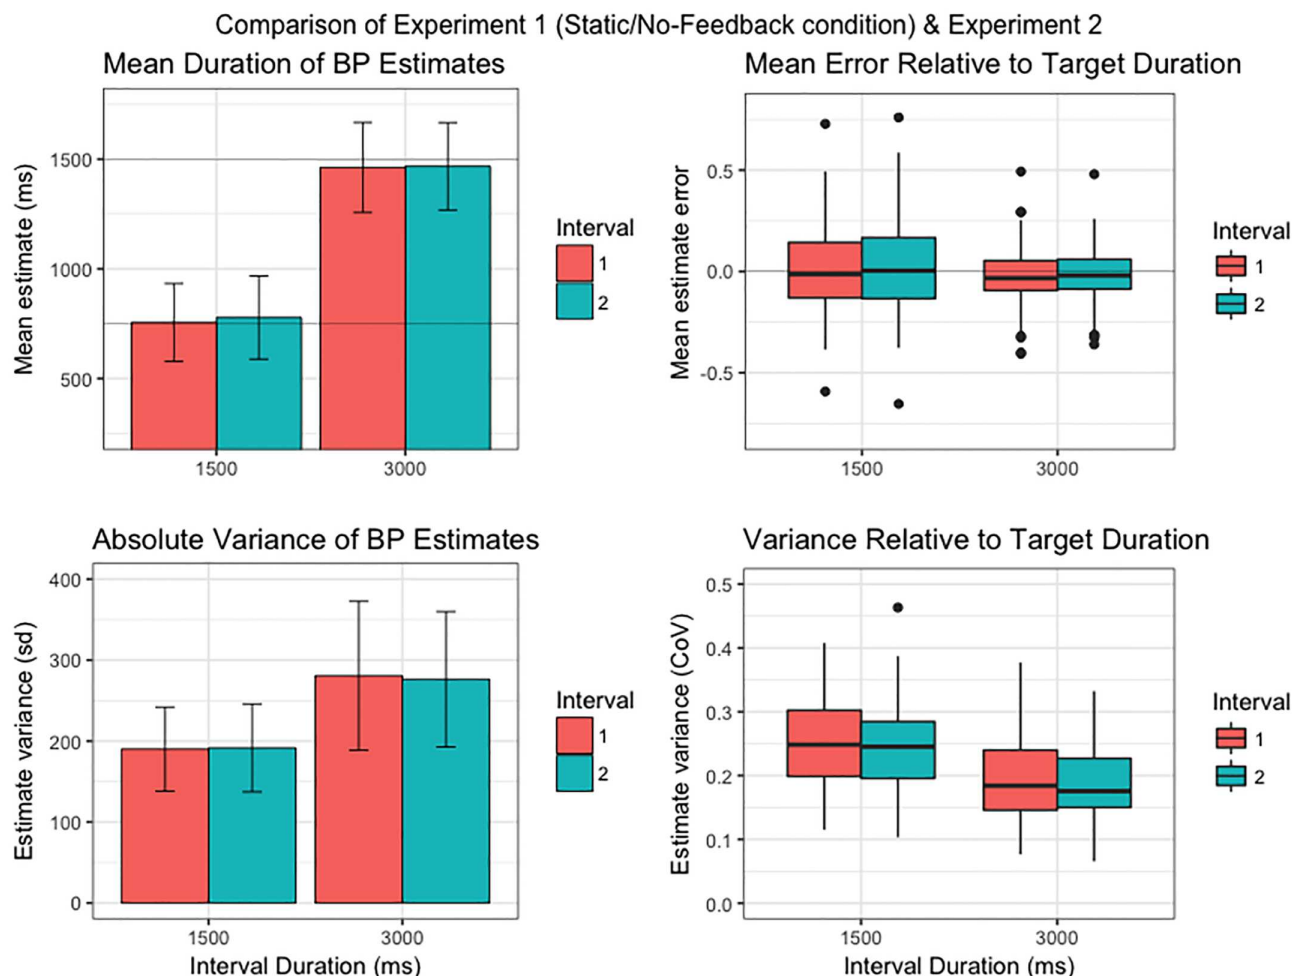 Comparison of Experiment 1 (Static/No-Feedback condition) & Experiment 2
Mean Duration of BP Estimates
Mean estimate (ms)
1500
1000
500
1500
3000
Interval
1
2
Mean Error Relative to Target Duration
Mean estimate error
0.5
0.0
-0.5
1500
3000
Interval
1
2
Absolute Variance of BP Estimates
Estimate variance (sd)
400
300
200
100
0
1500
3000
Interval Duration (ms)
Interval
1
2
Variance Relative to Target Duration
Estimate variance (CoV)
0.5
0.4
0.3
0.2
0.1
0.0
1500
3000
Interval Duration (ms)
Interval
1
2